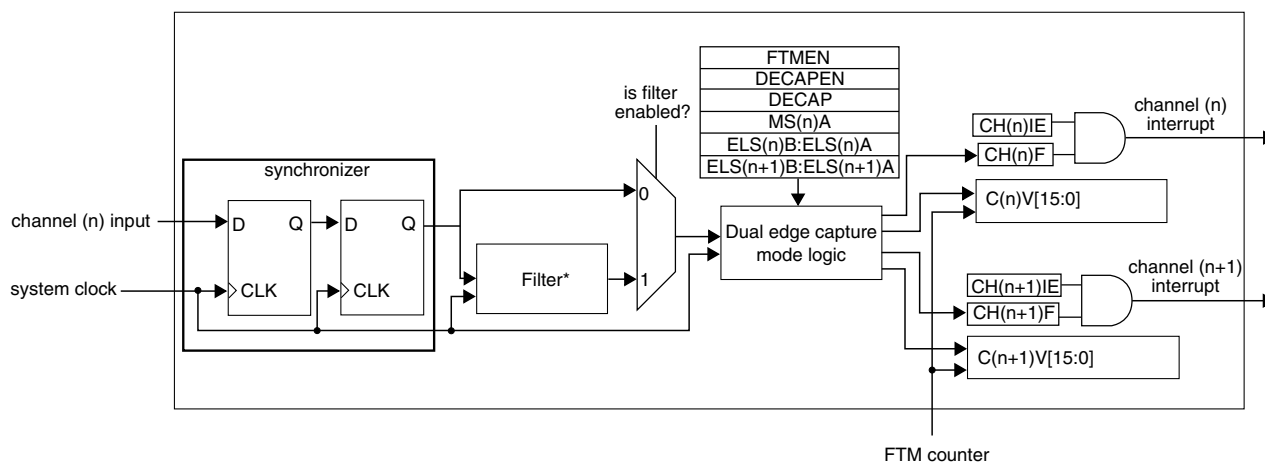 FTMEN
DECAPEN
DECAP
MS(n)A
ELS(n)B:ELS(n)A
ELS(n+1)B:ELS(n+1)A
is filter
enabled?
synchronizer
channel (n) input
D Q
D Q
CLK
CLK
system clock
Filter*
0
1
Dual edge capture
mode logic
CH(n)IE
CH(n)F
channel (n)
interrupt
C(n)V[15:0]
CH(n+1)IE
CH(n+1)F
channel (n+1)
interrupt
C(n+1)V[15:0]
FTM counter